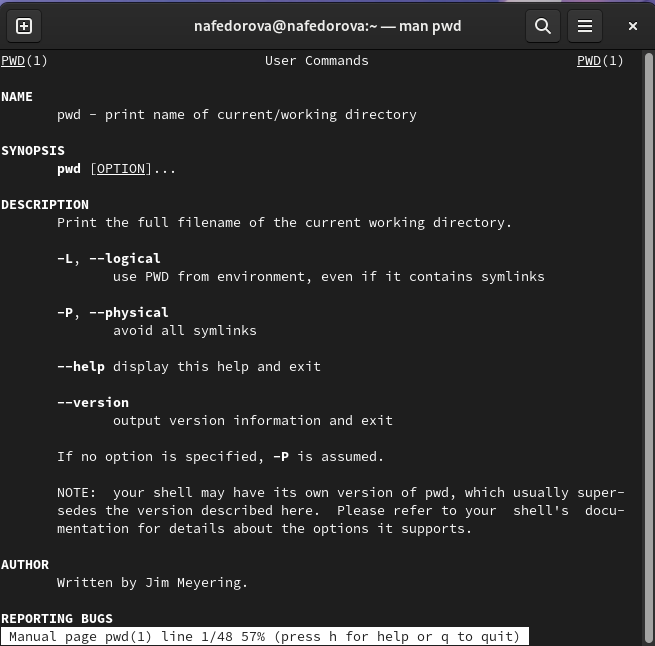 nafedorova@nafedorova:~ — man pwd
PWD(1) User Commands PWD(1)
NAME
pwd - print name of current/working directory
SYNOPSIS
pwd [OPTION]...
DESCRIPTION
Print the full filename of the current working directory.
-L, --logical
use PWD from environment, even if it contains symlinks
-P, --physical
avoid all symlinks
--help display this help and exit
--version
output version information and exit
If no option is specified, -P is assumed.
NOTE:  your shell may have its own version of pwd, which usually super-
sedes the version described here.  Please refer to your  shell's  docu-
mentation for details about the options it supports.
AUTHOR
Written by Jim Meyering.
REPORTING BUGS
Manual page pwd(1) line 1/48 57% (press h for help or q to quit)